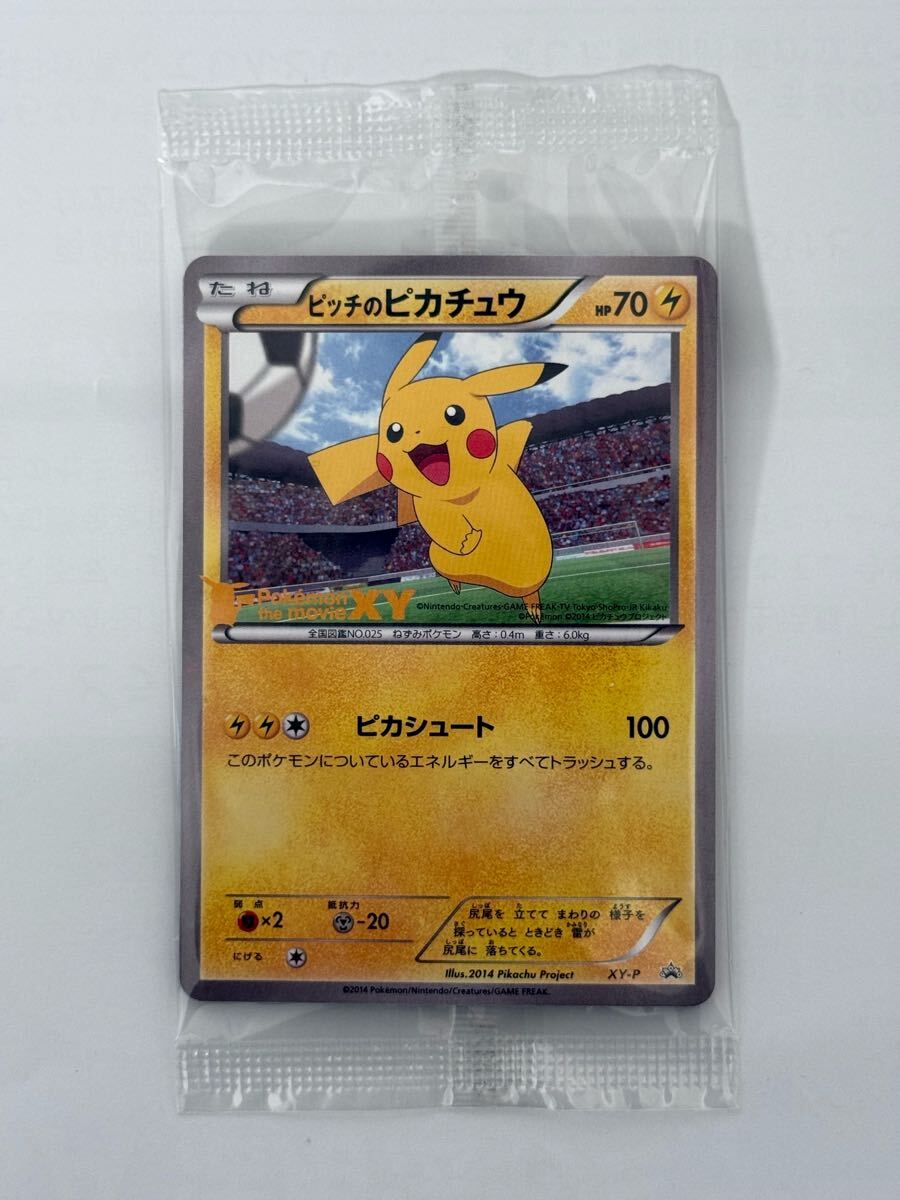 たね
ピッチのピカチュウ HP70
Pokémon
the movie XY
©Nintendo･Creatures･GAME FREAK･TV Tokyo･ShoPro･JR Kikaku
©Pokémon ©2014 ピカチュウプロジェクト
全国図鑑NO.025 ねずみポケモン 高さ：0.4m 重さ：6.0kg
ピカシュート 100
このポケモンについているエネルギーをすべてトラッシュする。
弱点 抵抗力
×2 -20
にげる
尻尾を 立てて まわりの 様子を
探っていると ときどき 雷が
尻尾に 落ちてくる。
Illus.2014 Pikachu Project XY-P
©2014 Pokémon/Nintendo/Creatures/GAME FREAK.